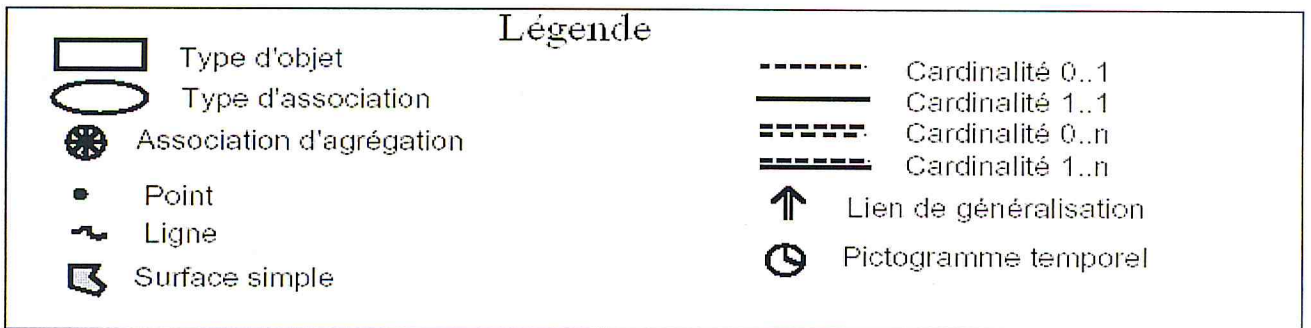 Légende
Type d'objet
Type d'association
Association d'agrégation
Point
Ligne
Surface simple
Cardinalité 0..1
Cardinalité 1..1
Cardinalité 0..n
Cardinalité 1..n
Lien de généralisation
Pictogramme temporel